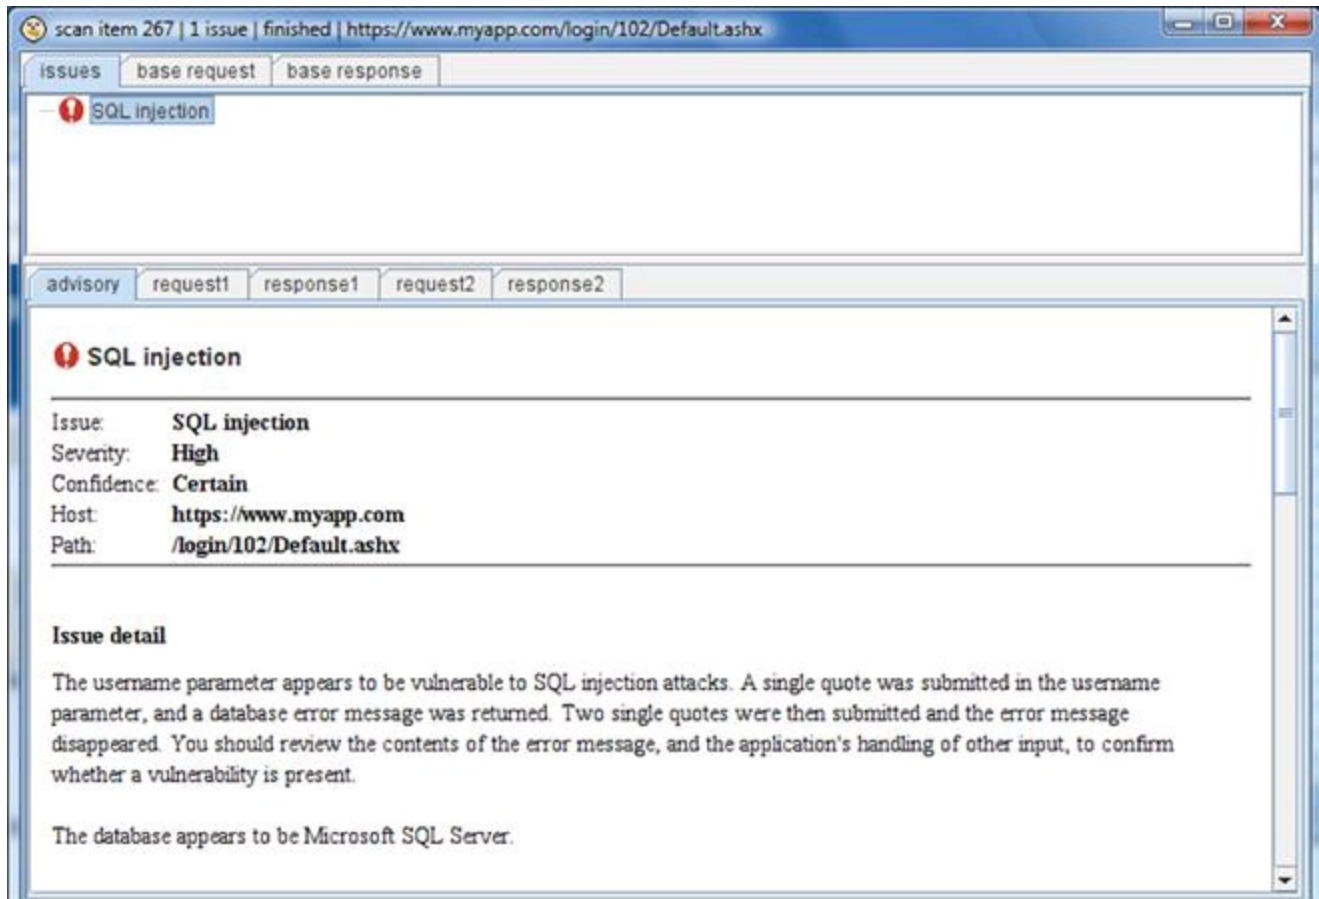 scan item 267 | 1 issue | finished | https://www.myapp.com/login/102/Default.ashx
issues base request base response
SQL injection
advisory request1 response1 request2 response2
SQL injection
Issue: SQL injection
Severity: High
Confidence: Certain
Host: https://www.myapp.com
Path: /login/102/Default.ashx
Issue detail
The username parameter appears to be vulnerable to SQL injection attacks. A single quote was submitted in the username
parameter, and a database error message was returned. Two single quotes were then submitted and the error message
disappeared. You should review the contents of the error message, and the application's handling of other input, to confirm
whether a vulnerability is present.
The database appears to be Microsoft SQL Server.